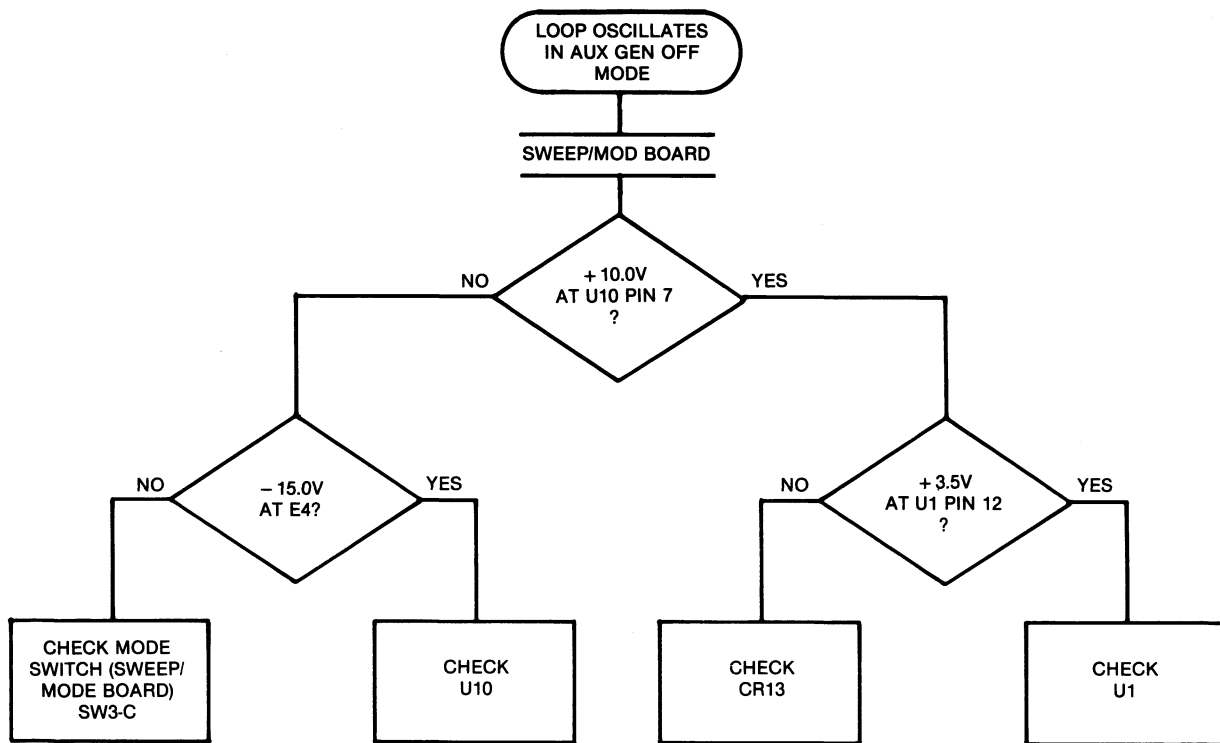 LOOP OSCILLATES
IN AUX GEN OFF
MODE
SWEEP/MOD BOARD
NO
+ 10.0V
AT U10 PIN 7
?
YES
NO
– 15.0V
AT E4?
YES
NO
+ 3.5V
AT U1 PIN 12
?
YES
CHECK MODE
SWITCH (SWEEP/
MODE BOARD)
SW3-C
CHECK
U10
CHECK
CR13
CHECK
U1